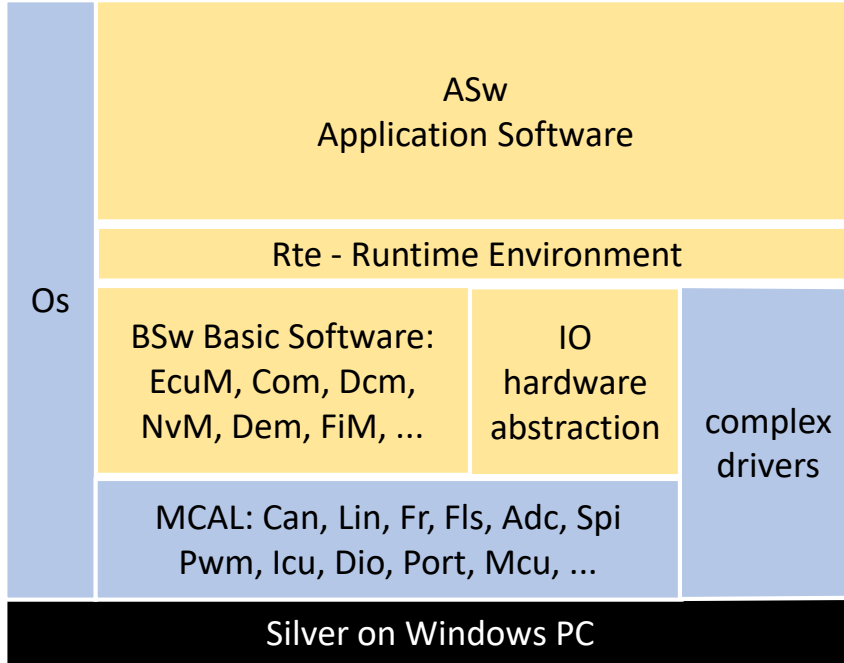 ASw
Application Software
Rte - Runtime Environment
Os
BSw Basic Software:
EcuM, Com, Dcm,
NvM, Dem, FiM, ...
IO
hardware
abstraction
complex
drivers
MCAL: Can, Lin, Fr, Fls, Adc, Spi
Pwm, Icu, Dio, Port, Mcu, ...
Silver on Windows PC